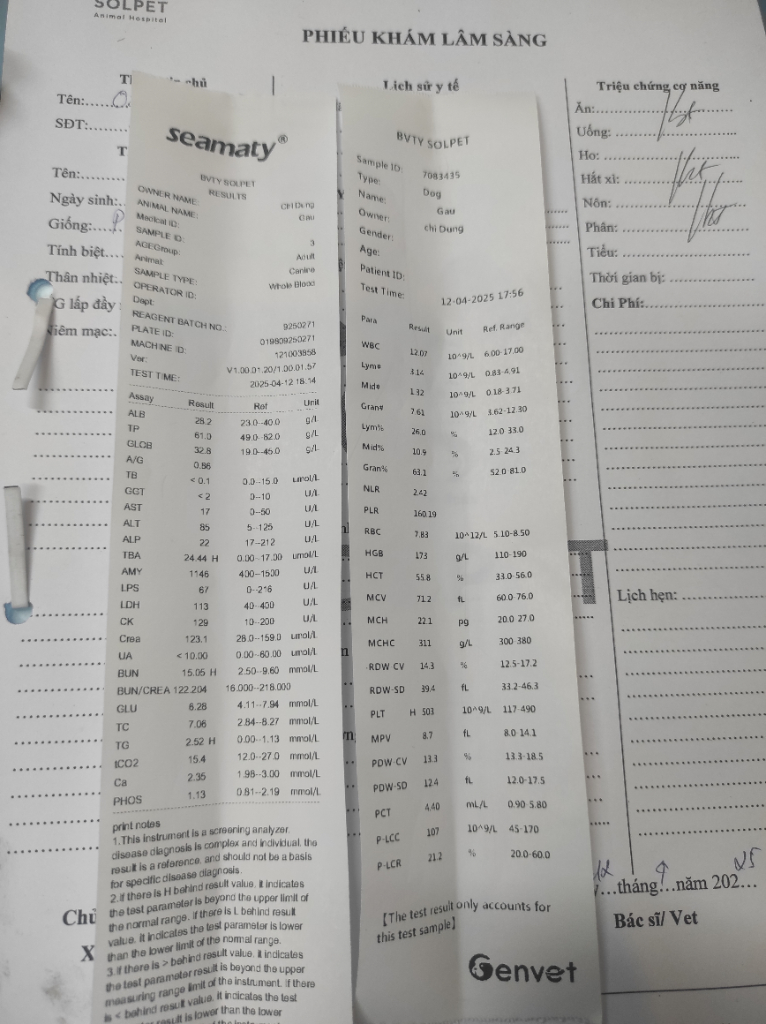 SOLPET
Animal Hospital
PHIẾU KHÁM LÂM SÀNG
Tên:
SĐT:
Tên:
Ngày sinh:
Giống:
Tính biệt
Thân nhiệt:
G lấp đầy
Niêm mạc:
seamaty®
BVTY SOLPET
RESULTS
OWNER NAME: CHI Dung
ANIMAL NAME: Gau
Medical ID:
SAMPLE ID: 3
AGEGroup: Adult
Animal: Canine
SAMPLE TYPE: Whole Blood
OPERATOR ID:
Dept:
REAGENT BATCH NO.: 9250271
PLATE ID: 019809250271
MACHINE ID: 121003858
Ver: V1.00.01.20/1.00.01.57
TEST TIME: 2025-04-12 18:14
Assay Result Ref Unit
ALB 28.2 23.0--40.0 g/L
TP 61.0 49.0--82.0 g/L
GLOB 32.8 19.0--45.0 g/L
A/G 0.86
TB < 0.1 0.0--15.0 umol/L
GGT < 2 0--10 U/L
AST 17 0--50 U/L
ALT 85 5--125 U/L
ALP 22 17--212 U/L
TBA 24.44 H 0.00--17.00 umol/L
AMY 1146 400--1500 U/L
LPS 67 0--216 U/L
LDH 113 40--400 U/L
CK 129 10--200 U/L
Crea 123.1 28.0--159.0 umol/L
UA < 10.00 0.00--60.00 umol/L
BUN 15.05 H 2.50--9.60 mmol/L
BUN/CREA 122.204 16.000--218.000
GLU 6.28 4.11--7.94 mmol/L
TC 7.06 2.84--8.27 mmol/L
TG 2.52 H 0.00--1.13 mmol/L
tCO2 15.4 12.0--27.0 mmol/L
Ca 2.35 1.98--3.00 mmol/L
PHOS 1.13 0.81--2.19 mmol/L
print notes
1.This instrument is a screening analyzer.
disease diagnosis is complex and individual. the
result is a reference. and should not be a basis
for specific disease diagnosis.
2.if there is H behind result value. it indicates
the test parameter is beyond the upper limit of
the normal range. if there is L behind result
value. it indicates the test parameter is lower
than the lower limit of the normal range.
3.if there is > behind result value. it indicates
the test parameter result is beyond the upper
measuring range limit of the instrument. if there
is < behind result value. it indicates the test
result is lower than the lower
Lịch sử y tế
BVTY SOLPET
Sample ID: 7083435
Type: Dog
Name: Gau
Owner: chi Dung
Gender:
Age:
Patient ID:
Test Time: 12-04-2025 17:56
Para Result Unit Ref. Range
WBC 12.07 10^9/L 6.00-17.00
Lym# 3.14 10^9/L 0.83-4.91
Mid# 1.32 10^9/L 0.18-3.71
Gran# 7.61 10^9/L 3.62-12.30
Lym% 26.0 % 12.0-33.0
Mid% 10.9 % 2.5-24.3
Gran% 63.1 % 52.0-81.0
NLR 2.42
PLR 160.19
RBC 7.83 10^12/L 5.10-8.50
HGB 173 g/L 110-190
HCT 55.8 % 33.0-56.0
MCV 71.2 fL 60.0-76.0
MCH 22.1 pg 20.0-27.0
MCHC 311 g/L 300-380
RDW-CV 14.3 % 12.5-17.2
RDW-SD 39.4 fL 33.2-46.3
PLT H 503 10^9/L 117-490
MPV 8.7 fL 8.0-14.1
PDW-CV 13.3 % 13.3-18.5
PDW-SD 12.4 fL 12.0-17.5
PCT 4.40 mL/L 0.90-5.80
P-LCC 107 10^9/L 45-170
P-LCR 21.2 % 20.0-60.0
【The test result only accounts for
this test sample】
Genvet
Triệu chứng cơ năng
Ăn:
Uống:
Ho:
Hắt xì:
Nôn:
Phân:
Tiểu:
Thời gian bị:
Chi Phí:
Lịch hẹn:
12 tháng 9 năm 202 25
Bác sĩ/ Vet